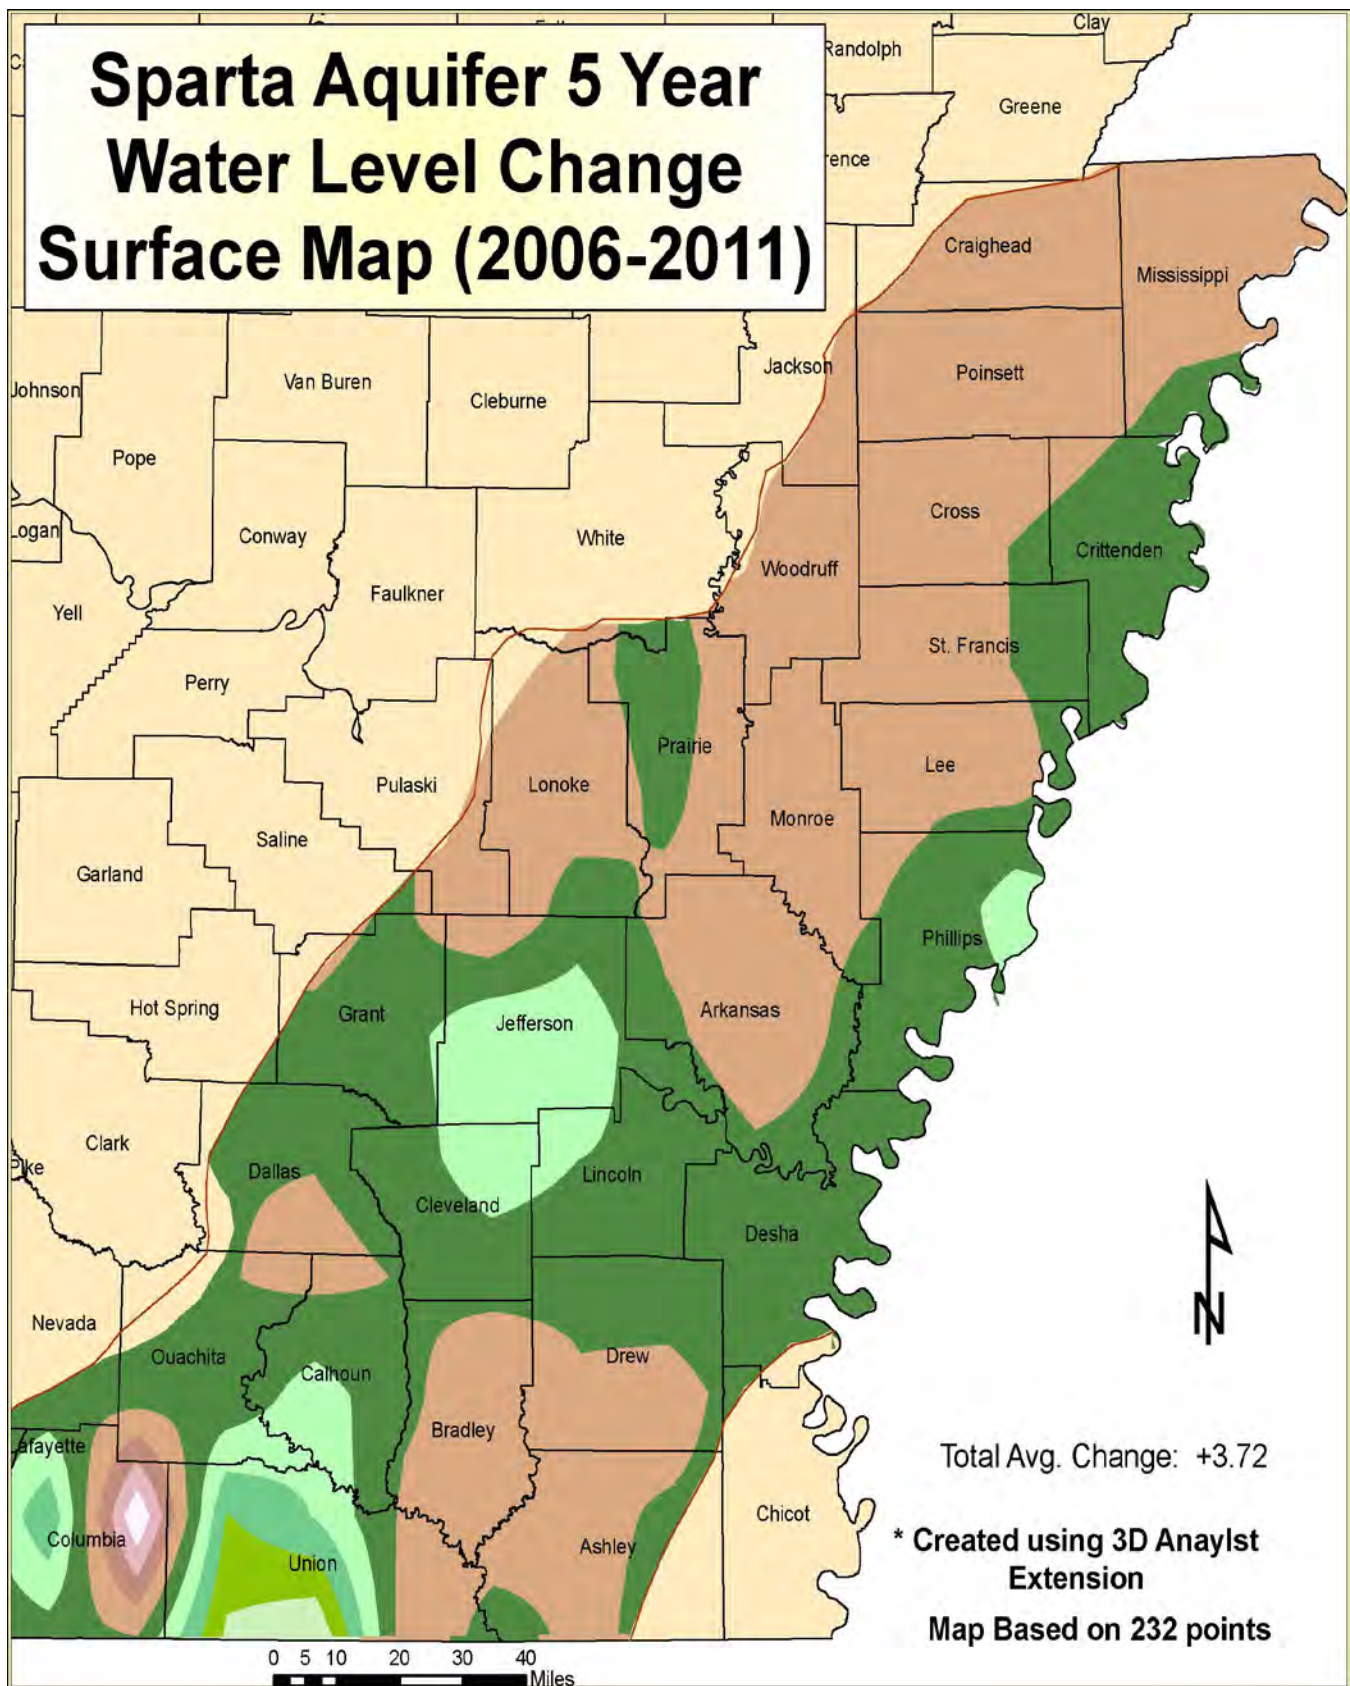 Clay
Sparta Aquifer 5 Year
Water Level Change
Surface Map (2006-2011)
Randolph
Greene
rence
Craighead
Mississippi
Jackson
Poinsett
Johnson
Van Buren
Cleburne
Pope
Logan
Conway
White
Cross
Crittenden
Woodruff
Yell
Faulkner
St. Francis
Perry
Prairie
Lee
Pulaski
Lonoke
Monroe
Saline
Garland
Phillips
Hot Spring
Grant
Jefferson
Arkansas
Clark
Pike
Dallas
Lincoln
Cleveland
Desha
N
Nevada
Ouachita
Calhoun
Drew
Bradley
afayette
Total Avg. Change: +3.72
Chicot
Columbia
Union
Ashley
* Created using 3D Anaylst
Extension
Map Based on 232 points
0 5 10 20 30 40
Miles